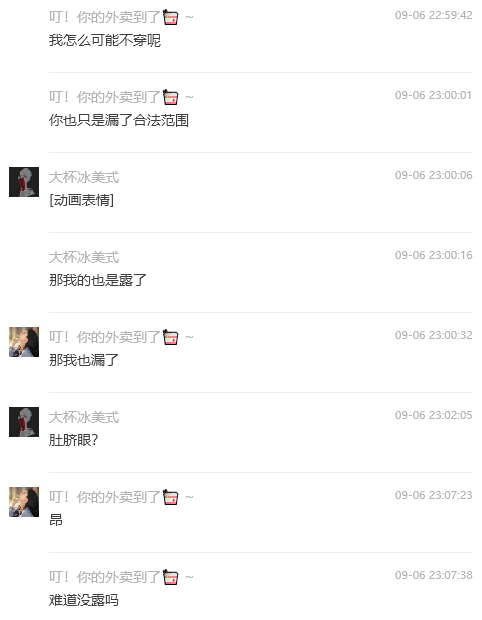 叮！你的外卖到了 ~ 09-06 22:59:42
我怎么可能不穿呢
叮！你的外卖到了 ~ 09-06 23:00:01
你也只是漏了合法范围
大杯冰美式 09-06 23:00:06
[动画表情]
大杯冰美式 09-06 23:00:16
那我的也是露了
叮！你的外卖到了 ~ 09-06 23:00:32
那我也漏了
大杯冰美式 09-06 23:02:05
肚脐眼？
叮！你的外卖到了 ~ 09-06 23:07:23
昂
叮！你的外卖到了 ~ 09-06 23:07:38
难道没露吗